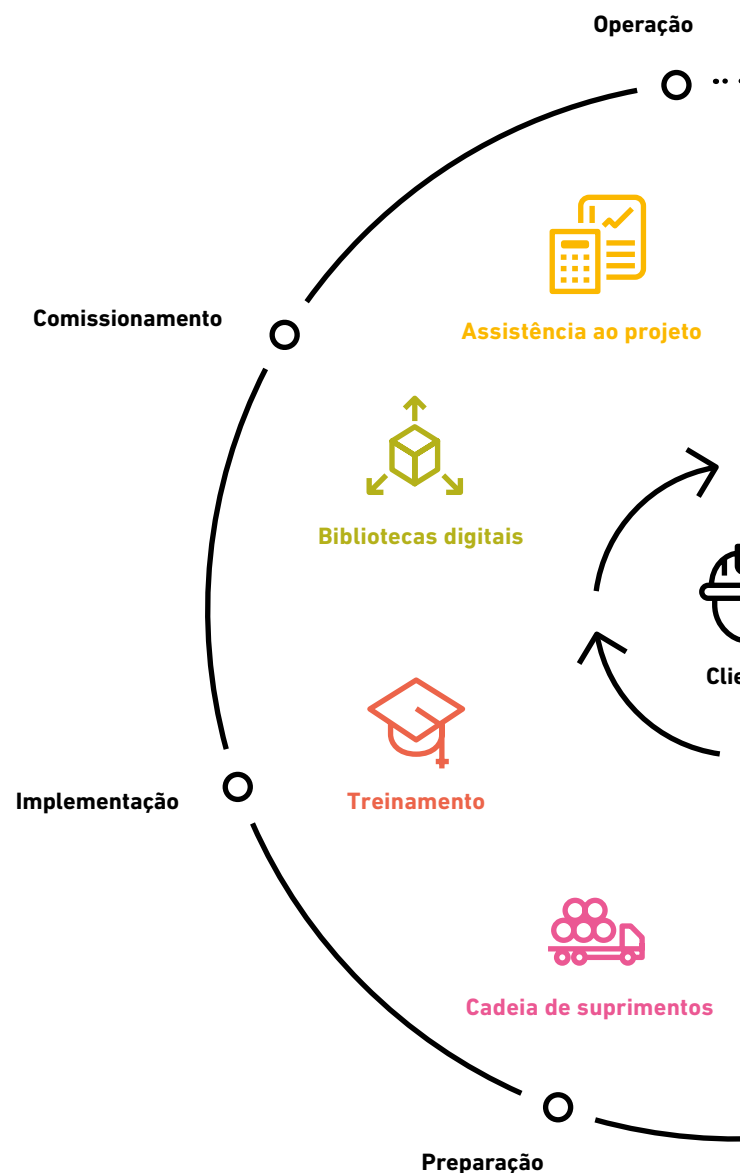 Operação
Assistência ao projeto
Comissionamento
Bibliotecas digitais
Treinamento
Implementação
Cadeia de suprimentos
Preparação